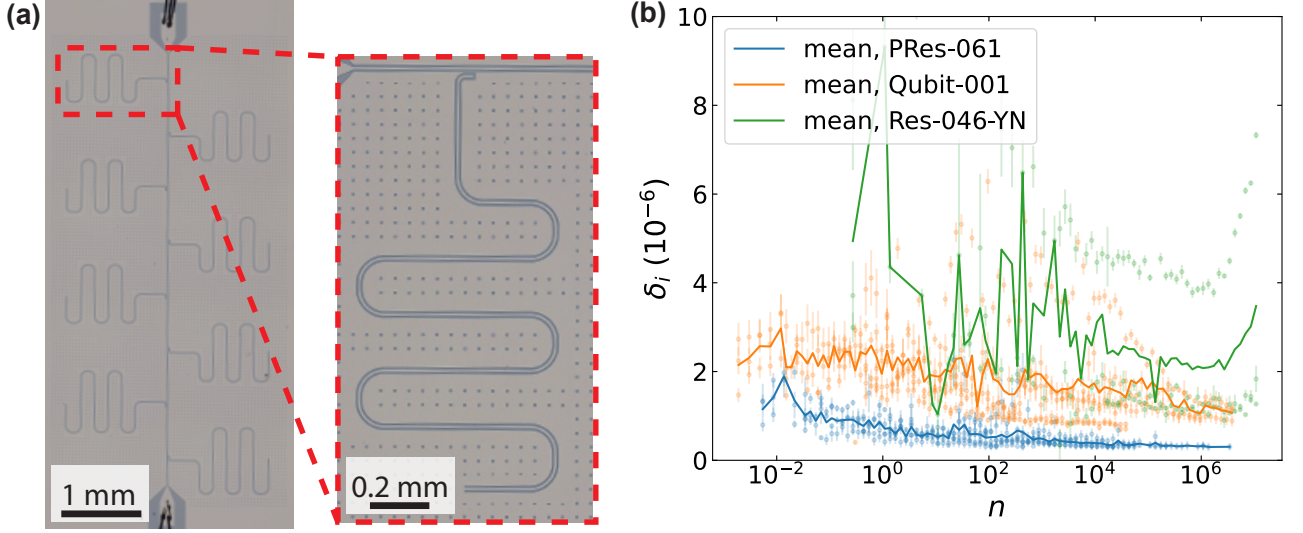 (a)
1 mm
0.2 mm
(b)
10
8
6
4
2
0
δi (10⁻⁶)
mean, PRes-061
mean, Qubit-001
mean, Res-046-YN
10⁻² 10⁰ 10² 10⁴ 10⁶
n